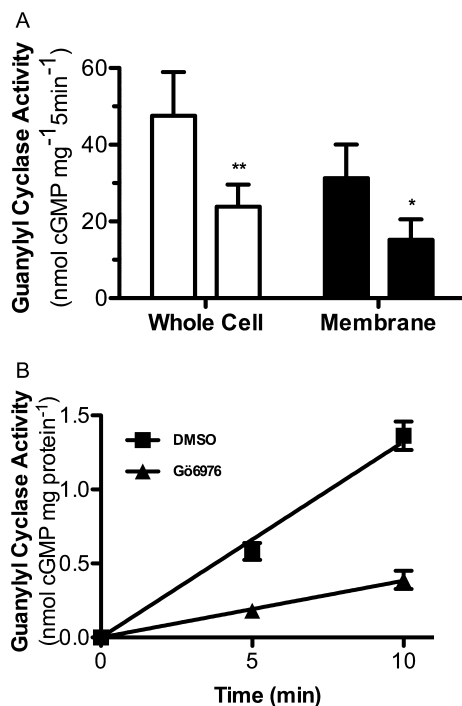 A
Guanylyl Cyclase Activity
(nmol cGMP mg⁻¹ 5min⁻¹)
60
40
20
0
**
*
Whole Cell
Membrane
B
Guanylyl Cyclase Activity
(nmol cGMP mg protein⁻¹)
1.5
1.0
0.5
0.0
DMSO
Gö6976
0
5
10
Time (min)